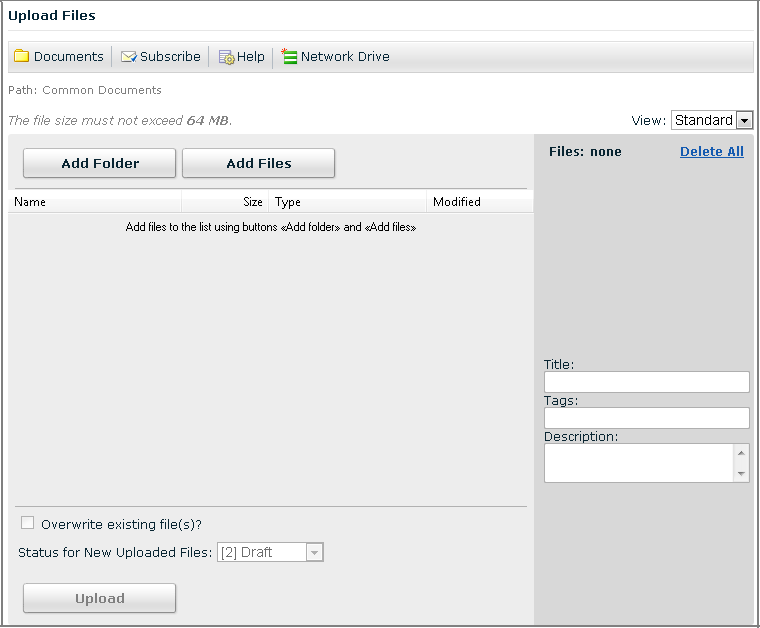 Upload Files
Documents Subscribe Help Network Drive
Path: Common Documents
The file size must not exceed 64 MB.
View: Standard
Add Folder Add Files
Files: none Delete All
Name Size Type Modified
Add files to the list using buttons «Add folder» and «Add files»
Title:
Tags:
Description:
Overwrite existing file(s)?
Status for New Uploaded Files: [2] Draft
Upload